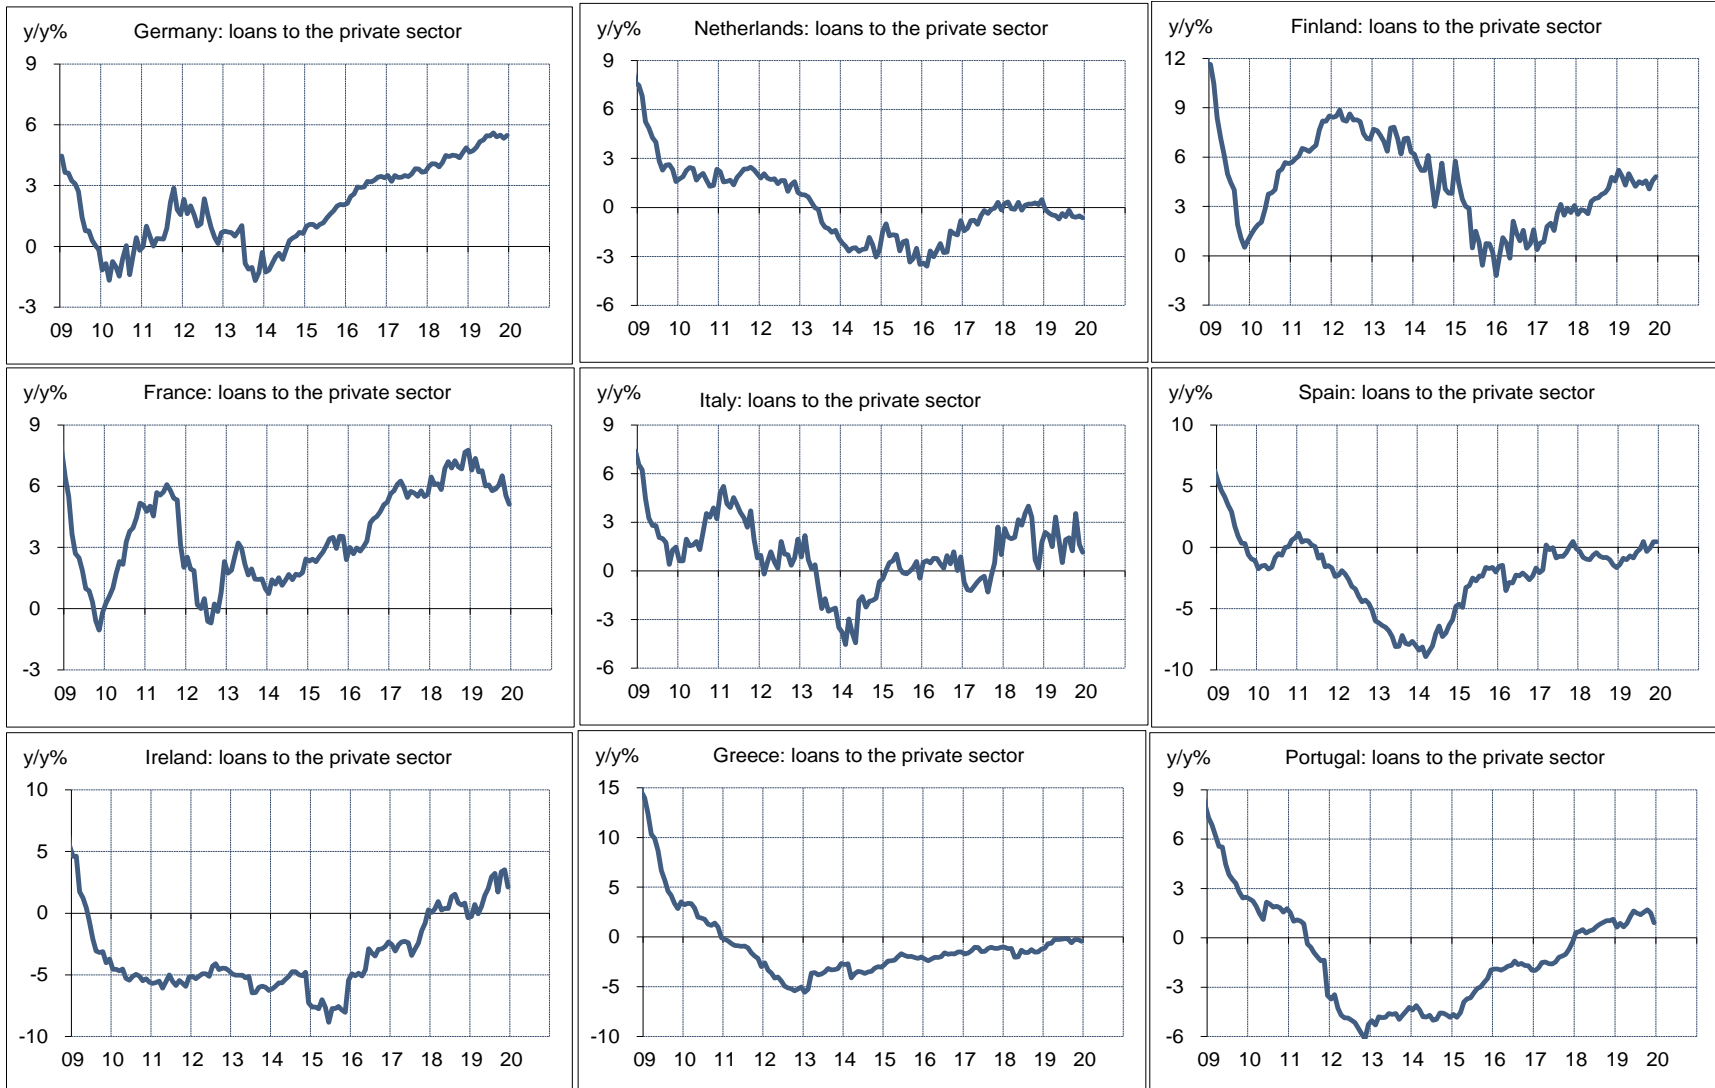 y/y% Germany: loans to the private sector
9
6
3
0
-3
09 10 11 12 13 14 15 16 17 18 19 20
y/y% Netherlands: loans to the private sector
9
6
3
0
-3
-6
09 10 11 12 13 14 15 16 17 18 19 20
y/y% Finland: loans to the private sector
12
9
6
3
0
-3
09 10 11 12 13 14 15 16 17 18 19 20
y/y% France: loans to the private sector
9
6
3
0
-3
09 10 11 12 13 14 15 16 17 18 19 20
y/y% Italy: loans to the private sector
9
6
3
0
-3
-6
09 10 11 12 13 14 15 16 17 18 19 20
y/y% Spain: loans to the private sector
10
5
0
-5
-10
09 10 11 12 13 14 15 16 17 18 19 20
y/y% Ireland: loans to the private sector
10
5
0
-5
-10
09 10 11 12 13 14 15 16 17 18 19 20
y/y% Greece: loans to the private sector
15
10
5
0
-5
-10
09 10 11 12 13 14 15 16 17 18 19 20
y/y% Portugal: loans to the private sector
9
6
3
0
-3
-6
09 10 11 12 13 14 15 16 17 18 19 20